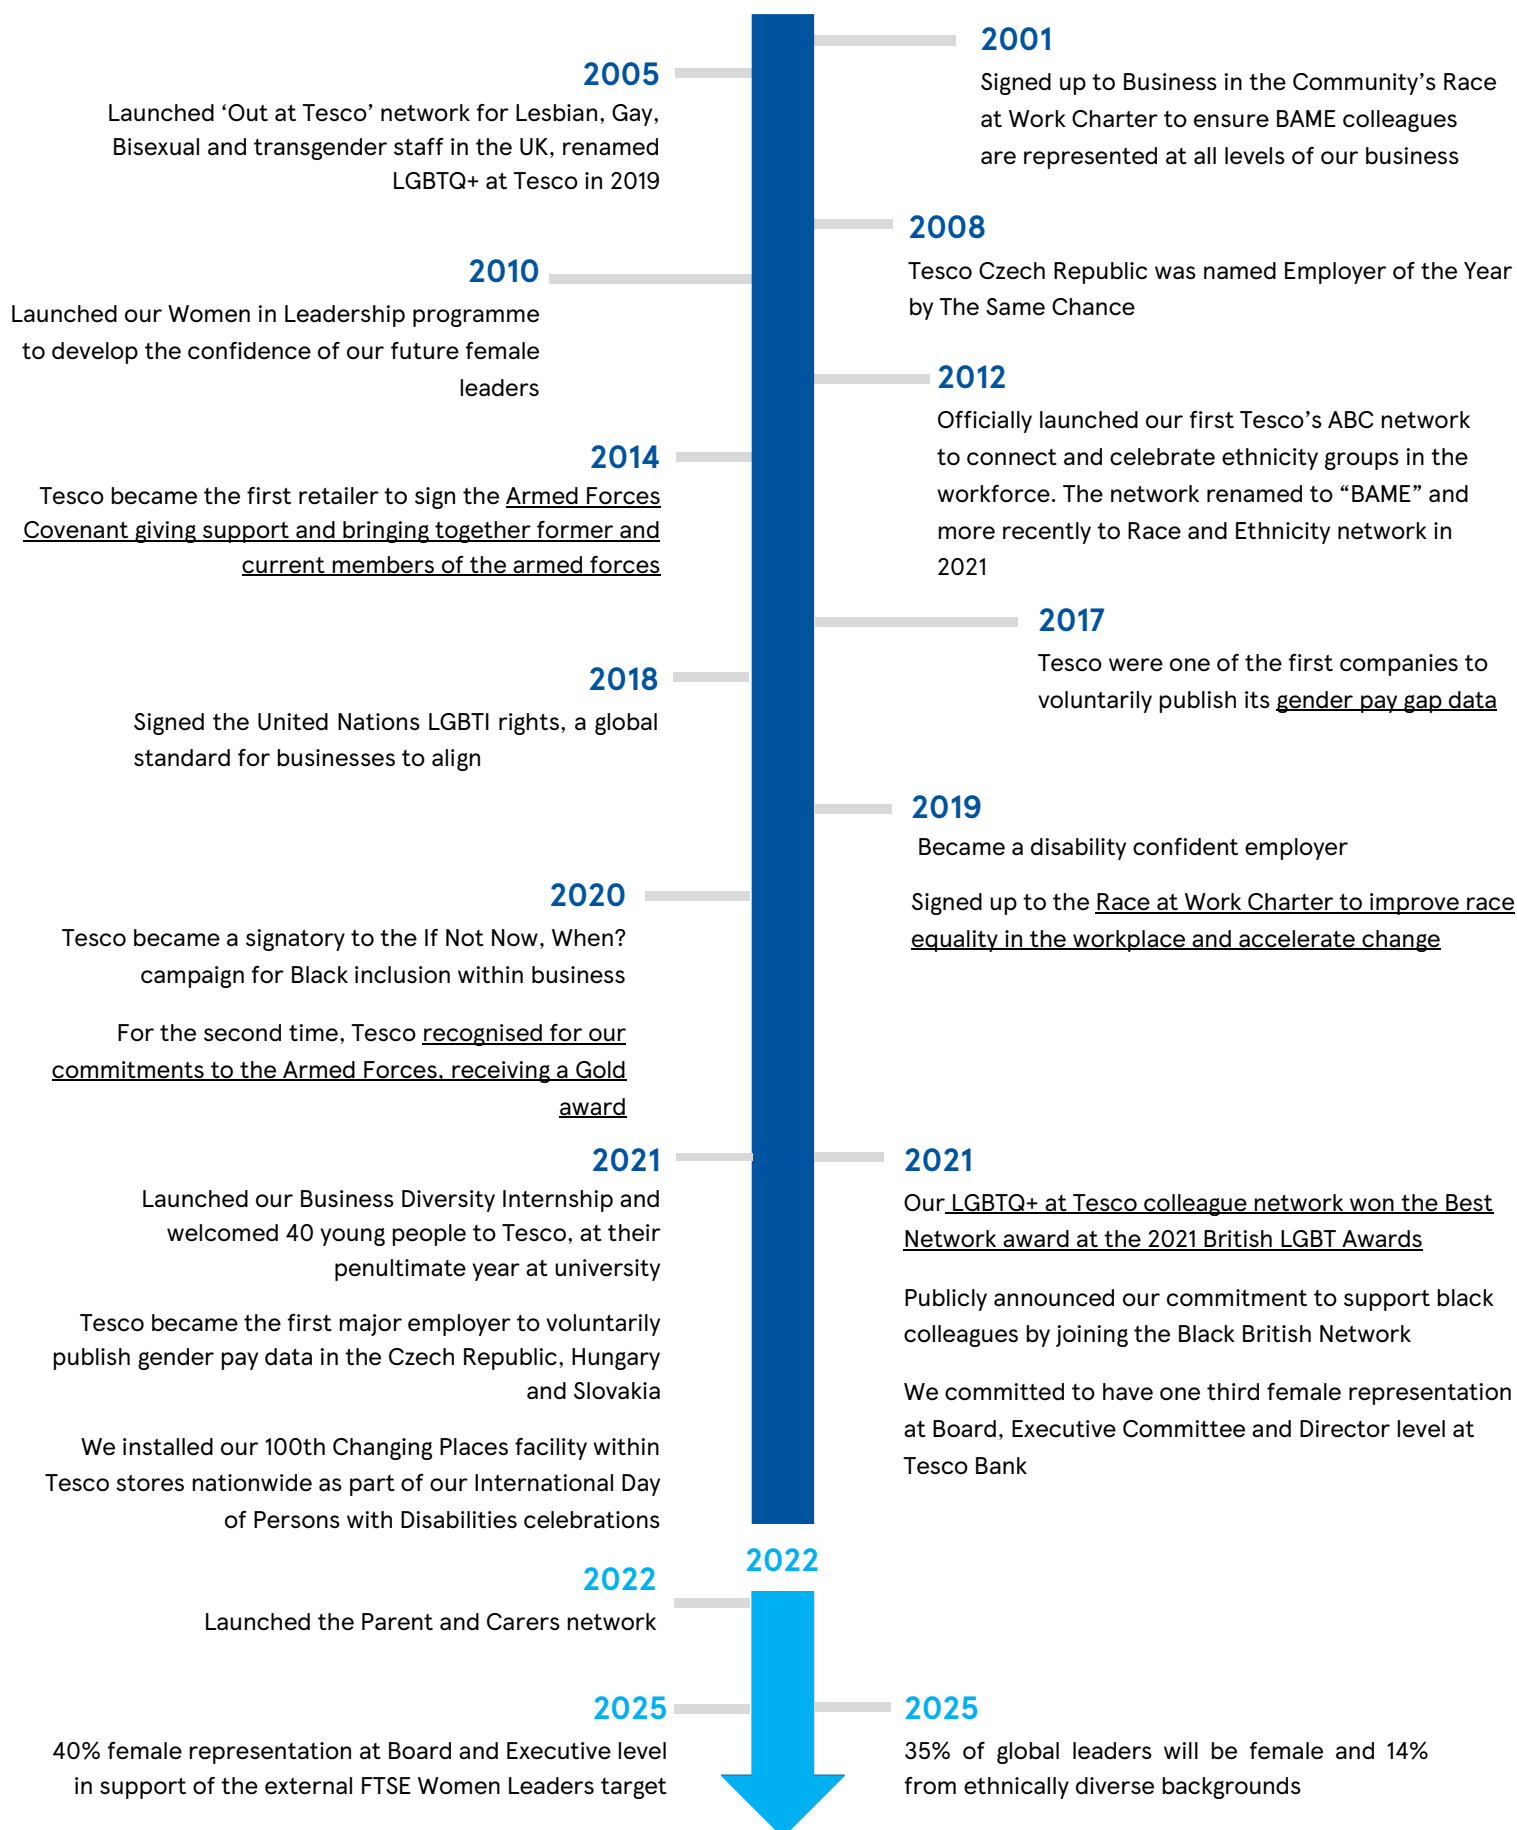 2001
Signed up to Business in the Community’s Race
at Work Charter to ensure BAME colleagues
are represented at all levels of our business
2005
Launched ‘Out at Tesco’ network for Lesbian, Gay,
Bisexual and transgender staff in the UK, renamed
LGBTQ+ at Tesco in 2019
2008
Tesco Czech Republic was named Employer of the Year
by The Same Chance
2010
Launched our Women in Leadership programme
to develop the confidence of our future female
leaders
2012
Officially launched our first Tesco’s ABC network
to connect and celebrate ethnicity groups in the
workforce. The network renamed to “BAME” and
more recently to Race and Ethnicity network in
2021
2014
Tesco became the first retailer to sign the Armed Forces
Covenant giving support and bringing together former and
current members of the armed forces
2017
Tesco were one of the first companies to
voluntarily publish its gender pay gap data
2018
Signed the United Nations LGBTI rights, a global
standard for businesses to align
2019
Became a disability confident employer
Signed up to the Race at Work Charter to improve race
equality in the workplace and accelerate change
2020
Tesco became a signatory to the If Not Now, When?
campaign for Black inclusion within business
For the second time, Tesco recognised for our
commitments to the Armed Forces, receiving a Gold
award
2021
Launched our Business Diversity Internship and
welcomed 40 young people to Tesco, at their
penultimate year at university
Tesco became the first major employer to voluntarily
publish gender pay data in the Czech Republic, Hungary
and Slovakia
We installed our 100th Changing Places facility within
Tesco stores nationwide as part of our International Day
of Persons with Disabilities celebrations
2021
Our LGBTQ+ at Tesco colleague network won the Best
Network award at the 2021 British LGBT Awards
Publicly announced our commitment to support black
colleagues by joining the Black British Network
We committed to have one third female representation
at Board, Executive Committee and Director level at
Tesco Bank
2022
2022
Launched the Parent and Carers network
2025
40% female representation at Board and Executive level
in support of the external FTSE Women Leaders target
2025
35% of global leaders will be female and 14%
from ethnically diverse backgrounds